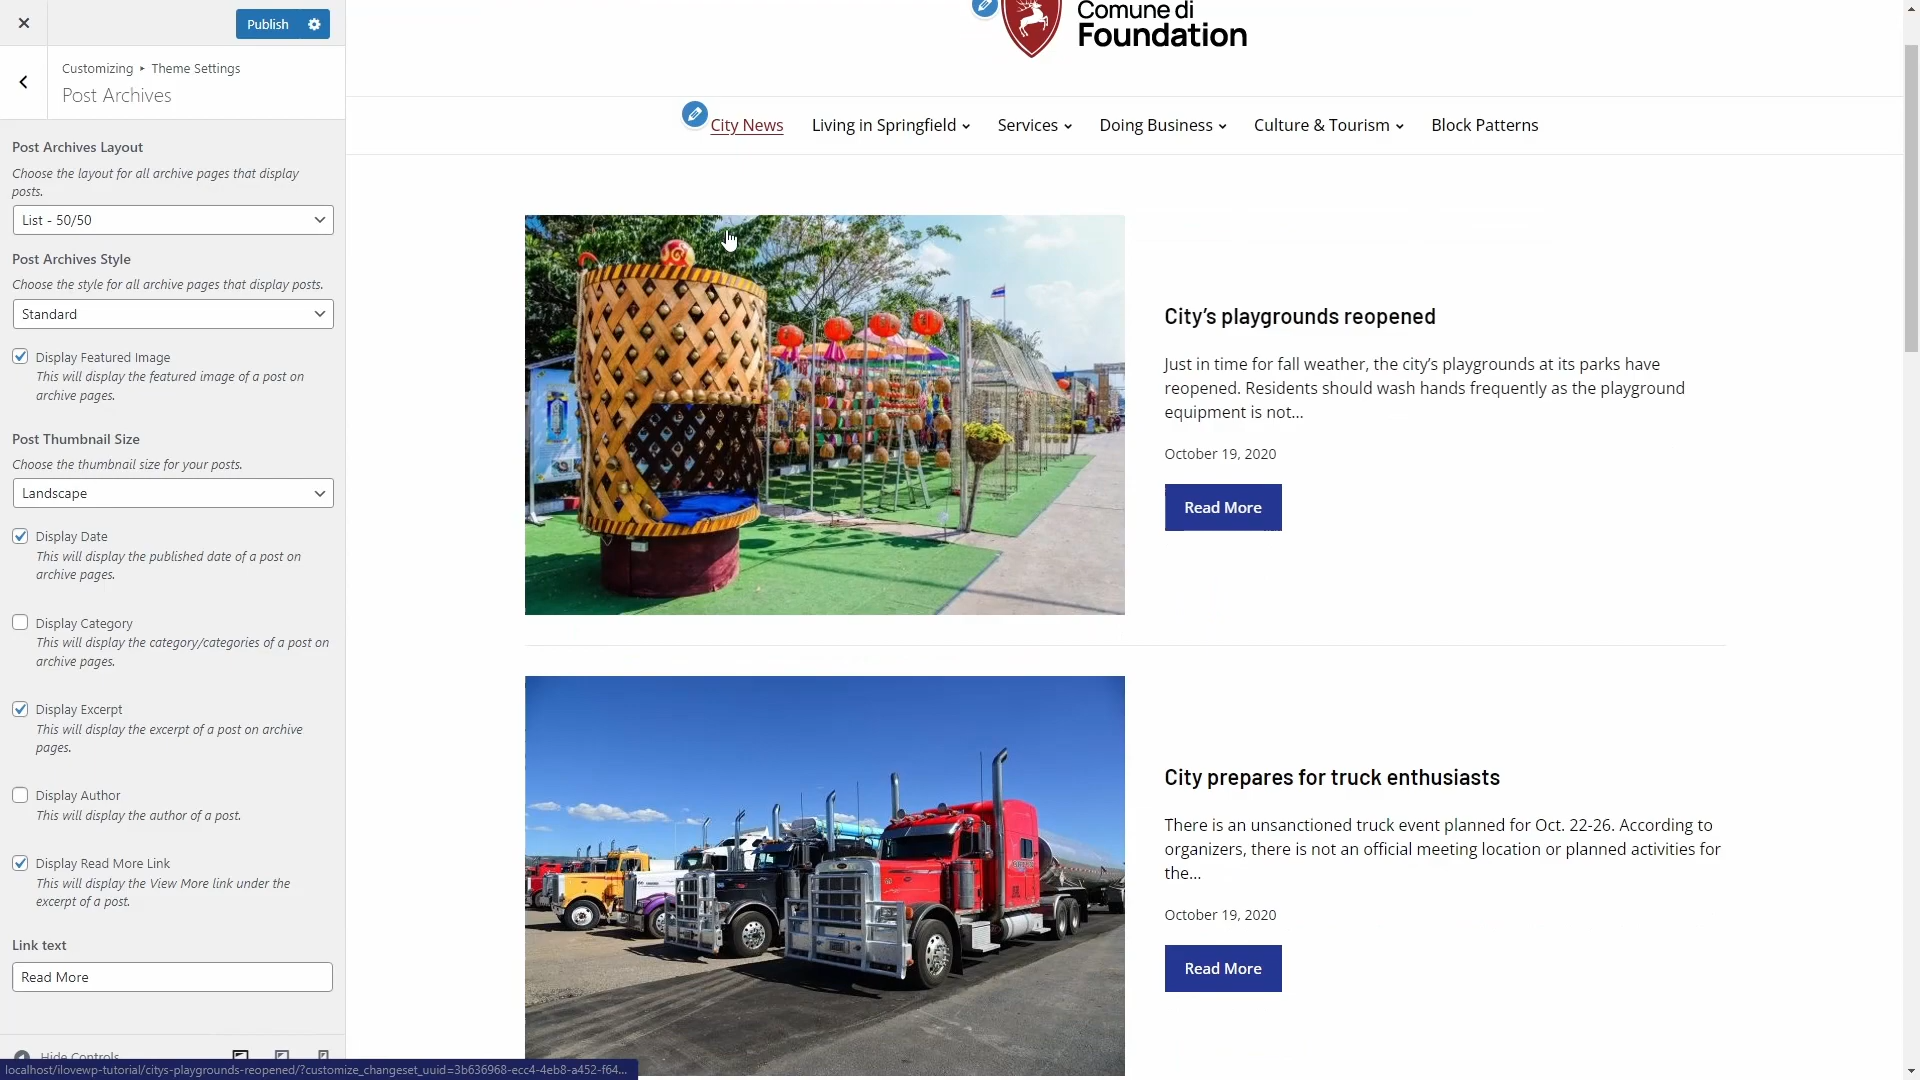 Publish
Customizing ▸ Theme Settings
Post Archives
Post Archives Layout
Choose the layout for all archive pages that display
posts.
List - 50/50
Post Archives Style
Choose the style for all archive pages that display posts.
Standard
Display Featured Image
This will display the featured image of a post on
archive pages.
Post Thumbnail Size
Choose the thumbnail size for your posts.
Landscape
Display Date
This will display the published date of a post on
archive pages.
Display Category
This will display the category/categories of a post on
archive pages.
Display Excerpt
This will display the excerpt of a post on archive
pages.
Display Author
This will display the author of a post.
Display Read More Link
This will display the View More link under the
excerpt of a post.
Link text
Read More
Hide Controls
localhost/ilovewp-tutorial/citys-playgrounds-reopened/?customize_changeset_uuid=3b636968-ecc4-4eb8-a452-f64...
Comune di
Foundation
City News Living in Springfield Services Doing Business Culture & Tourism Block Patterns
City’s playgrounds reopened
Just in time for fall weather, the city’s playgrounds at its parks have
reopened. Residents should wash hands frequently as the playground
equipment is not...
October 19, 2020
Read More
City prepares for truck enthusiasts
There is an unsanctioned truck event planned for Oct. 22-26. According to
organizers, there is not an official meeting location or planned activities for
the...
October 19, 2020
Read More